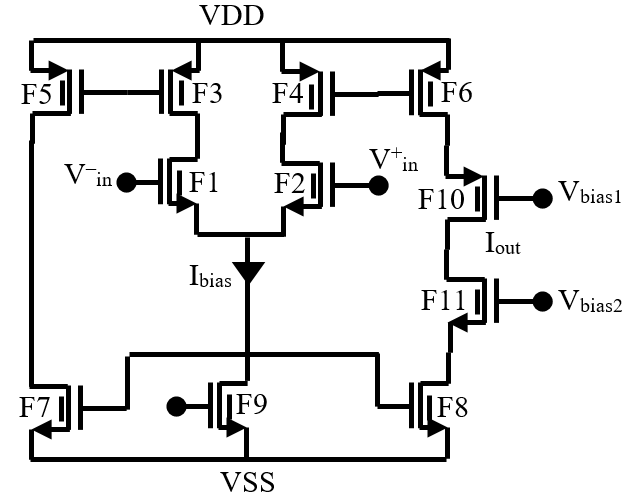 VDD
F5
F3
F4
F6
V⁻in
F1
F2
V⁺in
F10
Vbias1
Iout
Ibias
F11
Vbias2
F7
F9
F8
VSS